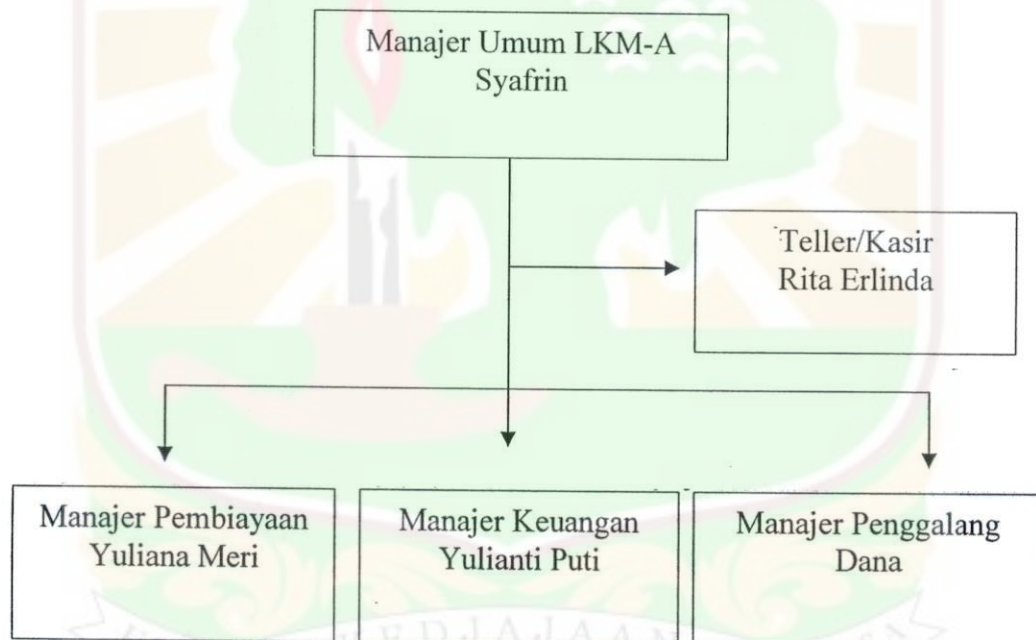 Manajer Umum LKM-A
Syafrin
Teller/Kasir
Rita Erlinda
Manajer Pembiayaan
Yuliana Meri
Manajer Keuangan
Yulianti Puti
Manajer Penggalang
Dana